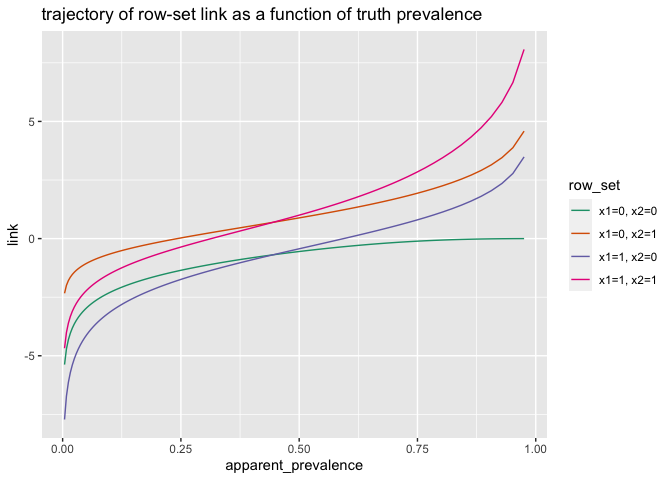 trajectory of row-set link as a function of truth prevalence
link
5
0
-5
0.00 0.25 0.50 0.75 1.00
apparent_prevalence
row_set
x1=0, x2=0
x1=0, x2=1
x1=1, x2=0
x1=1, x2=1